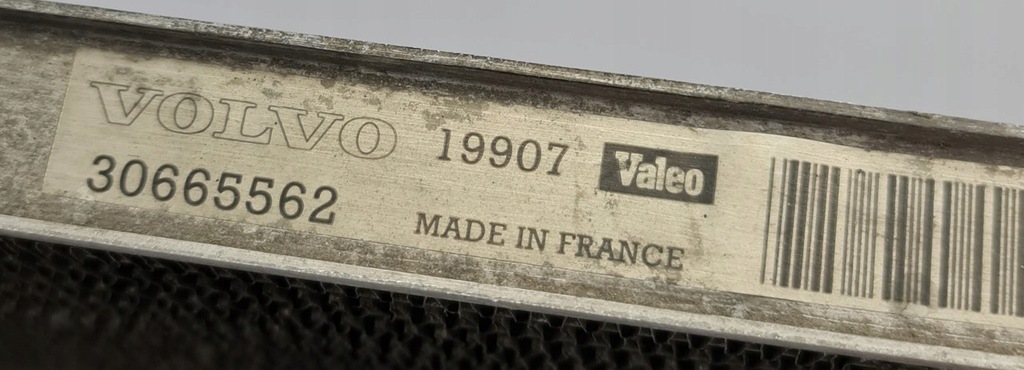 VOLVO 19907 Valeo
30665562 MADE IN FRANCE